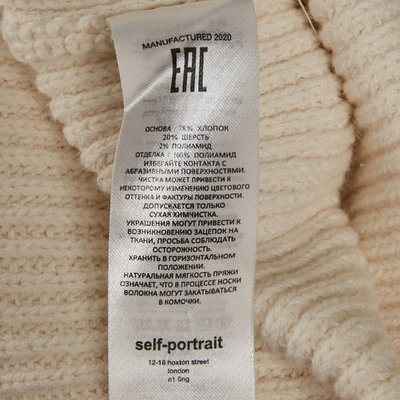 MANUFACTURED 2020
EAC
ОСНОВА : 78% ХЛОПОК
20% ШЕРСТЬ
2% ПОЛИАМИД
ОТДЕЛКА : 100% ПОЛИАМИД
ИЗБЕГАЙТЕ КОНТАКТА С
АБРАЗИВНЫМИ ПОВЕРХНОСТЯМИ.
ЧИСТКА МОЖЕТ ПРИВЕСТИ К
НЕКОТОРОМУ ИЗМЕНЕНИЮ ЦВЕТОВОГО
ОТТЕНКА И ФАКТУРЫ ПОВЕРХНОСТИ.
ДОПУСКАЕТСЯ ТОЛЬКО
СУХАЯ ХИМЧИСТКА.
УКРАШЕНИЯ МОГУТ ПРИВЕСТИ К
ВОЗНИКНОВЕНИЮ ЗАЦЕПОК НА
ТКАНИ, ПРОСЬБА СОБЛЮДАТЬ
ОСТОРОЖНОСТЬ.
ХРАНИТЬ В ГОРИЗОНТАЛЬНОМ
ПОЛОЖЕНИИ.
НАТУРАЛЬНАЯ МЯГКОСТЬ ПРЯЖИ
ОЗНАЧАЕТ, ЧТО В ПРОЦЕССЕ НОСКИ
ВОЛОКНА МОГУТ ЗАКАТЫВАТЬСЯ
В КОМОЧКИ.
self-portrait
12-18 hoxton street
london
n1 6ng